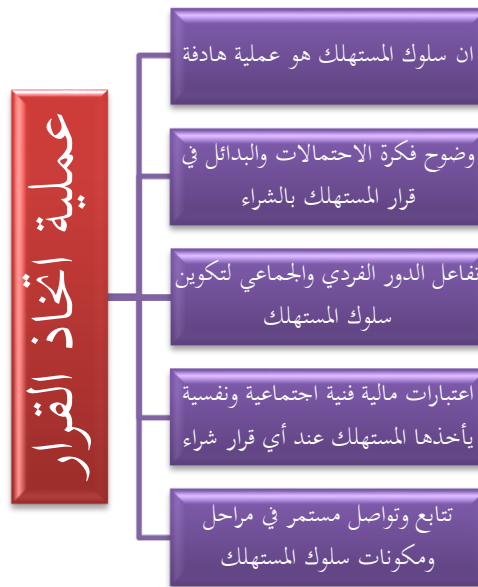 عملية اتخاذ القرار
ان سلوك المستهلك هو عملية هادفة
وضوح فكرة الاحتمالات والبدائل في
قرار المستهلك بالشراء
تفاعل الدور الفردي والجماعي لتكوين
سلوك المستهلك
اعتبارات مالية فنية اجتماعية ونفسية
يأخذها المستهلك عند أي قرار شراء
تتابع وتواصل مستمر في مراحل
ومكونات سلوك المستهلك